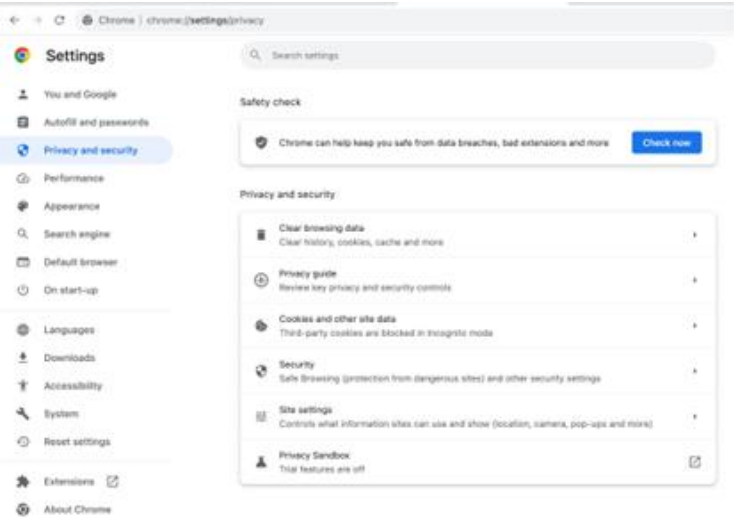 Chrome | chrome://settings/privacy
Settings
Search settings
You and Google
Autofill and passwords
Privacy and security
Performance
Appearance
Search engine
Default browser
On start-up
Languages
Downloads
Accessibility
System
Reset settings
Extensions
About Chrome
Safety check
Chrome can help keep you safe from data breaches, bad extensions and more
Check now
Privacy and security
Clear browsing data
Clear history, cookies, cache and more
Privacy guide
Review key privacy and security controls
Cookies and other site data
Third-party cookies are blocked in Incognito mode
Security
Safe Browsing (protection from dangerous sites) and other security settings
Site settings
Controls what information sites can use and show (location, camera, pop-ups and more)
Privacy Sandbox
Trial features are off